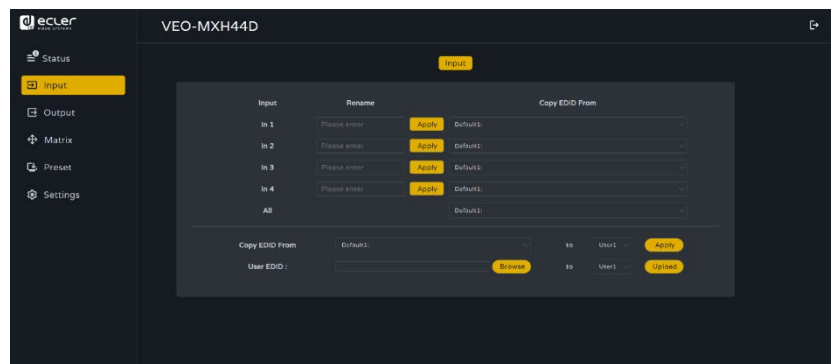 ecler
VEO-MXH44D
Status
Input
Output
Matrix
Preset
Settings
Input
Input Rename Copy EDID From
In 1 Please enter Apply Default1:
In 2 Please enter Apply Default1:
In 3 Please enter Apply Default1:
In 4 Please enter Apply Default1:
All Default1:
Copy EDID From Default1: to User1 Apply
User EDID : Browse to User1 Upload